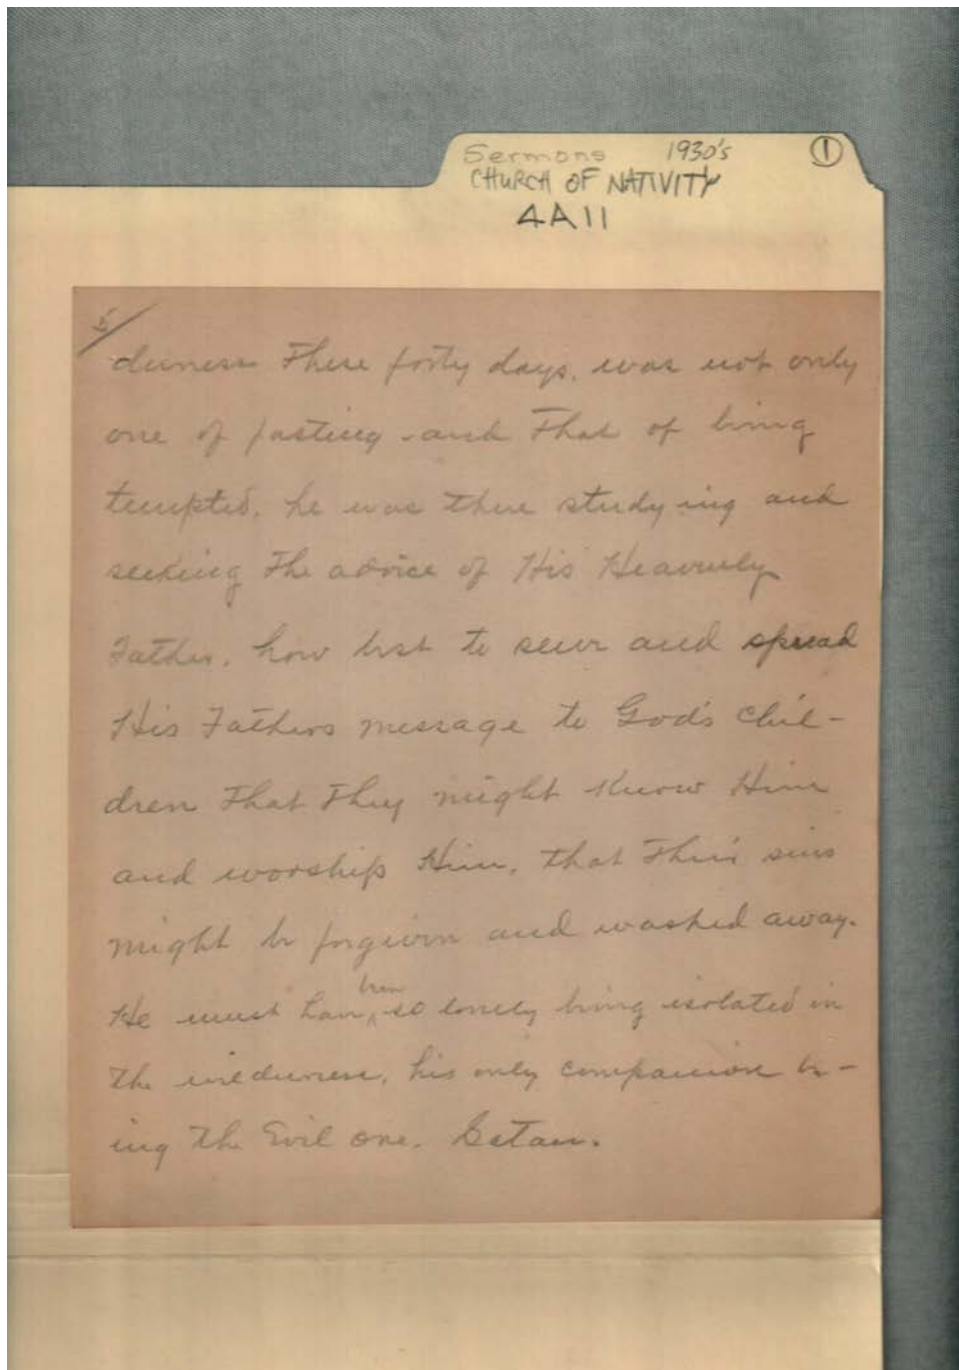 Sermons 1930's 1
CHURCH OF NATIVITY
4A11
5/
derness These forty days, was not only
one of fasting and That of being
tempted. he was there studying and
seeking The advice of His Heavenly
Father, how best to serve and spread
His Fathers message to God's chil-
dren That They might Know Him
and worship Him, that Their sins
might be forgiven and washed away.
been
He must have so lonely being isolated in
the wilderness, his only companion be-
ing the Evil one. Satan.